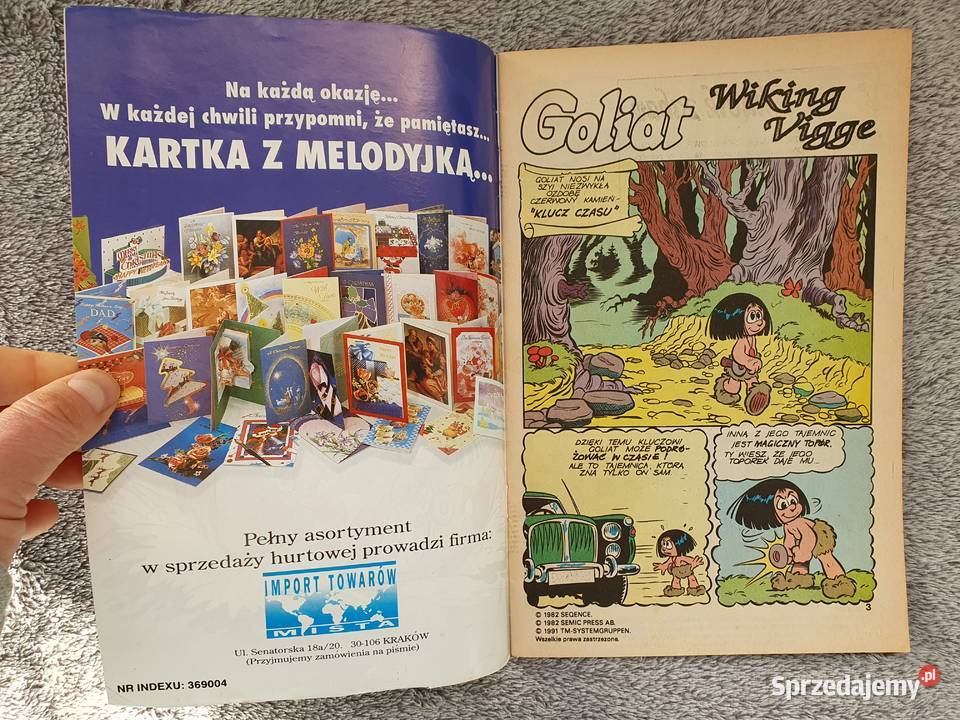 Na każdą okazję...
W każdej chwili przypomni, że pamiętasz...
KARTKA Z MELODYJKĄ...
DAD
Pełny asortyment
w sprzedaży hurtowej prowadzi firma:
IMPORT TOWARÓW
MISTA
Ul. Senatorska 18a/20. 30-106 KRAKÓW
(Przyjmujemy zamówienia na piśmie)
NR INDEXU: 369004
Goliat
Wiking
Vigge
GOLIAT NOSI NA
SZYI NIEZWYKŁĄ
OZDOBĘ
CZERWONY KAMIEŃ-
"KLUCZ CZASU"
DZIĘKI TEMU KLUCZOWI
GOLIAT MOŻE PODRÓ-
ŻOWAĆ W CZASIE!
ALE TO TAJEMNICA, KTÓRĄ
ZNA TYLKO ON SAM.
INNĄ Z JEGO TAJEMNIC
JEST MAGICZNY TOPÓR.
TY WIESZ, ŻE JEGO
TOPOREK DAJE MU...
3
© 1982 SEQENCE.
© 1982 SEMIC PRESS AB.
© 1991 TM-SYSTEMGRUPPEN.
Wszelkie prawa zastrzeżone.
Sprzedajemy.pl